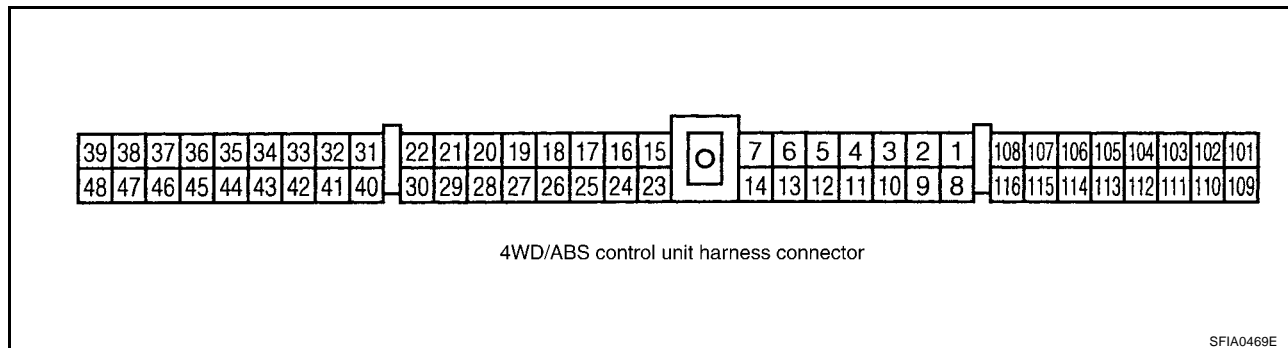 39 38 37 36 35 34 33 32 31 22 21 20 19 18 17 16 15 7 6 5 4 3 2 1 108 107 106 105 104 103 102 101
48 47 46 45 44 43 42 41 40 30 29 28 27 26 25 24 23 14 13 12 11 10 9 8 116 115 114 113 112 111 110 109
4WD/ABS control unit harness connector
SFIA0469E